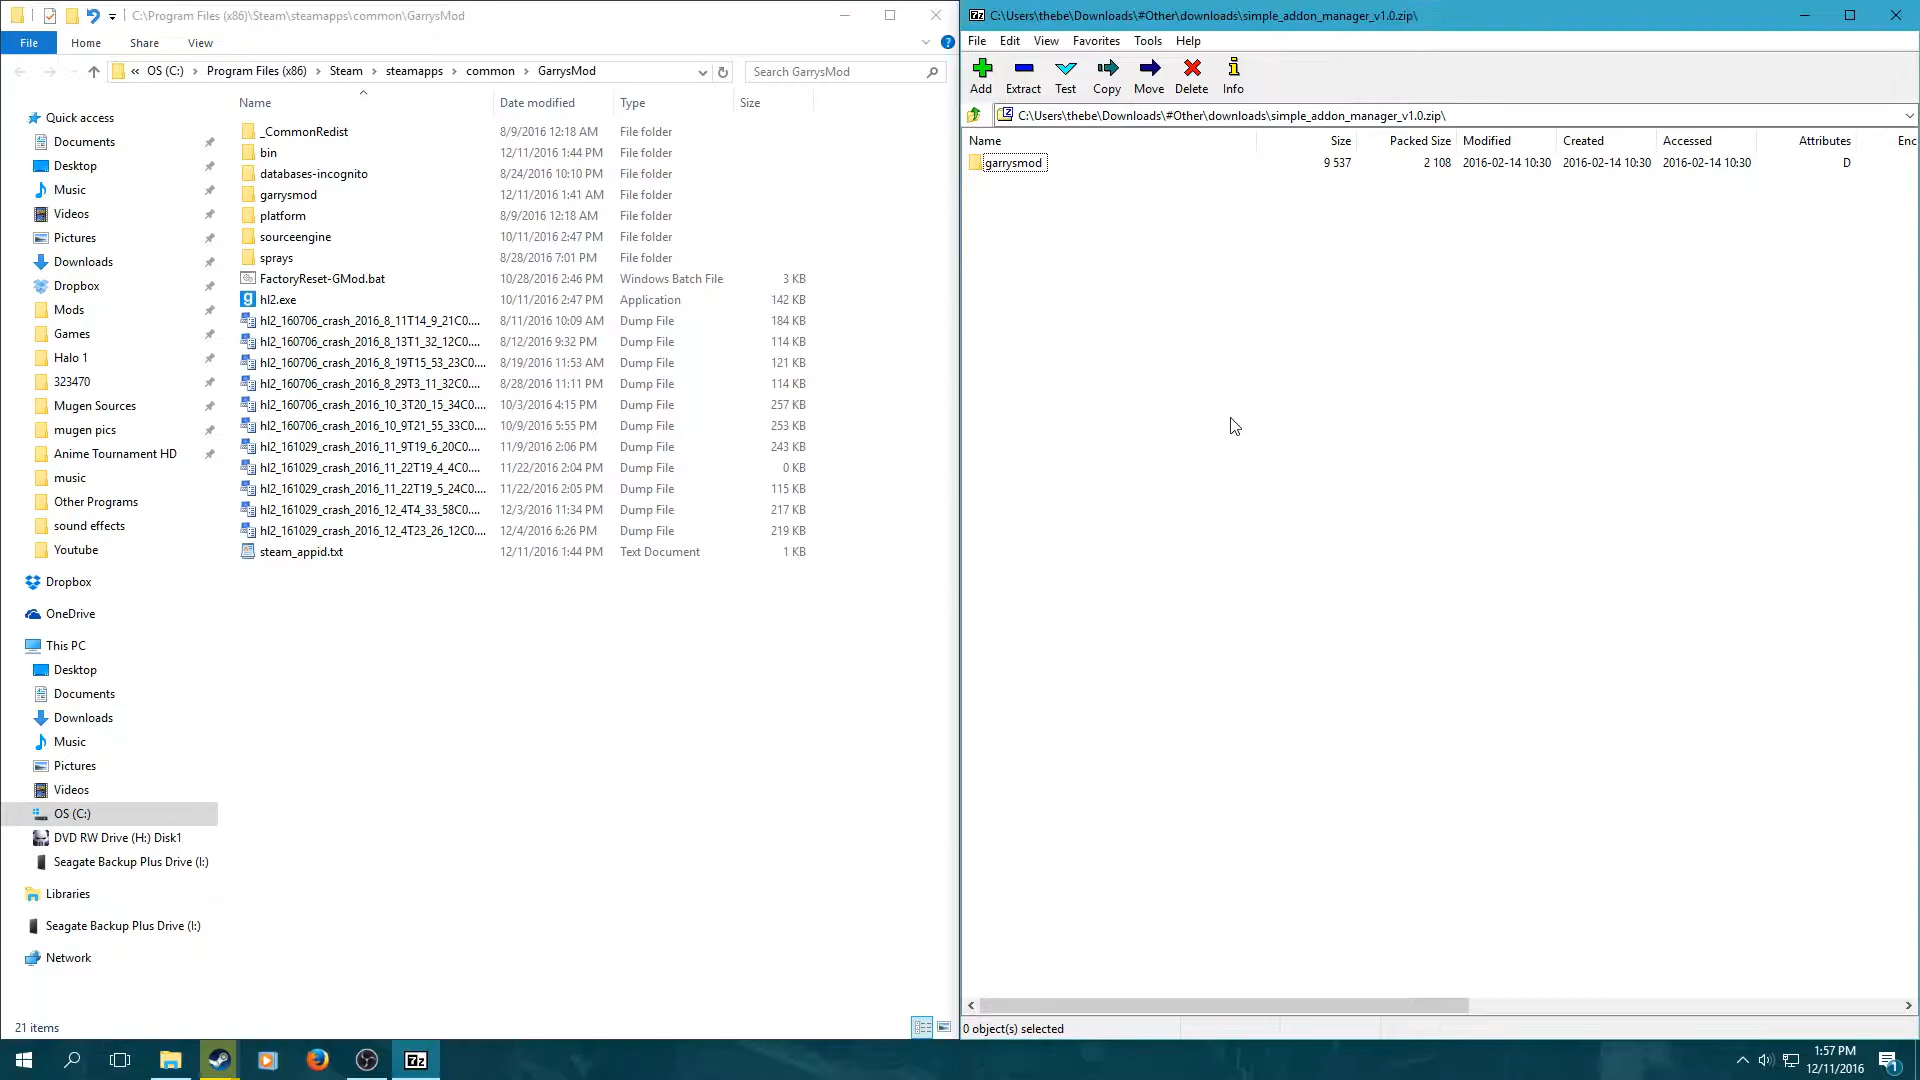 C:\Program Files (x86)\Steam\steamapps\common\GarrysMod
File Home Share View
« OS (C:) > Program Files (x86) > Steam > steamapps > common > GarrysMod
Search GarrysMod
Quick access
Documents
Desktop
Music
Videos
Pictures
Downloads
Dropbox
Mods
Games
Halo 1
323470
Mugen Sources
mugen pics
Anime Tournament HD
music
Other Programs
sound effects
Youtube
Dropbox
OneDrive
This PC
Desktop
Documents
Downloads
Music
Pictures
Videos
OS (C:)
DVD RW Drive (H:) Disk1
Seagate Backup Plus Drive (I:)
Libraries
Seagate Backup Plus Drive (I:)
Network
Name Date modified Type Size
_CommonRedist 8/9/2016 12:18 AM File folder
bin 12/11/2016 1:44 PM File folder
databases-incognito 8/24/2016 10:10 PM File folder
garrysmod 12/11/2016 1:41 AM File folder
platform 8/9/2016 12:18 AM File folder
sourceengine 10/11/2016 2:47 PM File folder
sprays 8/28/2016 7:01 PM File folder
FactoryReset-GMod.bat 10/28/2016 2:46 PM Windows Batch File 3 KB
hl2.exe 10/11/2016 2:47 PM Application 142 KB
hl2_160706_crash_2016_8_11T14_9_21C0.... 8/11/2016 10:09 AM Dump File 184 KB
hl2_160706_crash_2016_8_13T1_32_12C0.... 8/12/2016 9:32 PM Dump File 114 KB
hl2_160706_crash_2016_8_19T15_53_23C0.... 8/19/2016 11:53 AM Dump File 121 KB
hl2_160706_crash_2016_8_29T3_11_32C0.... 8/28/2016 11:11 PM Dump File 114 KB
hl2_160706_crash_2016_10_3T20_15_34C0.... 10/3/2016 4:15 PM Dump File 257 KB
hl2_160706_crash_2016_10_9T21_55_33C0.... 10/9/2016 5:55 PM Dump File 253 KB
hl2_161029_crash_2016_11_9T19_6_20C0.... 11/9/2016 2:06 PM Dump File 243 KB
hl2_161029_crash_2016_11_22T19_4_4C0.... 11/22/2016 2:04 PM Dump File 0 KB
hl2_161029_crash_2016_11_22T19_5_24C0.... 11/22/2016 2:05 PM Dump File 115 KB
hl2_161029_crash_2016_12_4T4_33_58C0.... 12/3/2016 11:34 PM Dump File 217 KB
hl2_161029_crash_2016_12_4T23_26_12C0.... 12/4/2016 6:26 PM Dump File 219 KB
steam_appid.txt 12/11/2016 1:44 PM Text Document 1 KB
21 items
C:\Users\thebe\Downloads\#Other\downloads\simple_addon_manager_v1.0.zip\
File Edit View Favorites Tools Help
Add Extract Test Copy Move Delete Info
C:\Users\thebe\Downloads\#Other\downloads\simple_addon_manager_v1.0.zip\
Name Size Packed Size Modified Created Accessed Attributes Enc
garrysmod 9 537 2 108 2016-02-14 10:30 2016-02-14 10:30 2016-02-14 10:30 D
0 object(s) selected
1:57 PM
12/11/2016
1